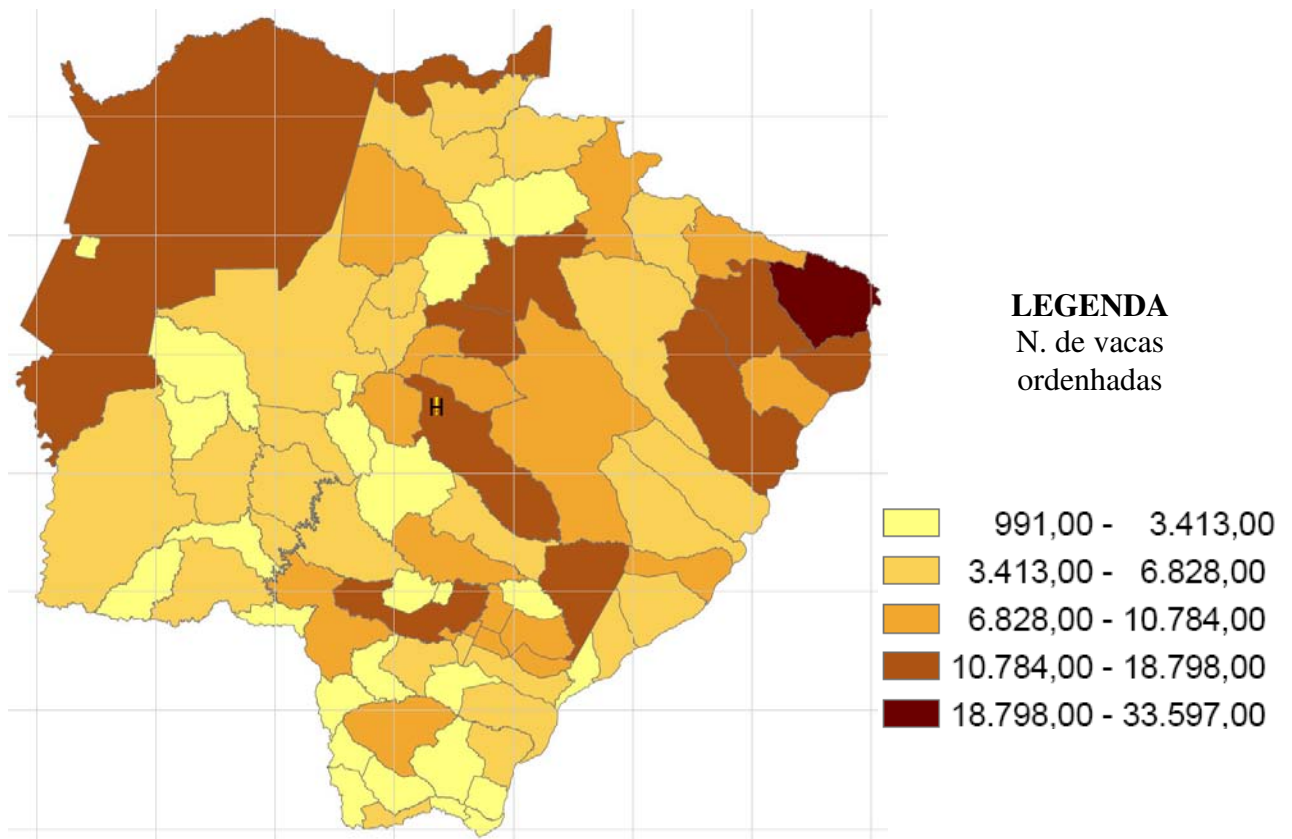 H
LEGENDA
N. de vacas
ordenhadas
991,00 - 3.413,00
3.413,00 - 6.828,00
6.828,00 - 10.784,00
10.784,00 - 18.798,00
18.798,00 - 33.597,00